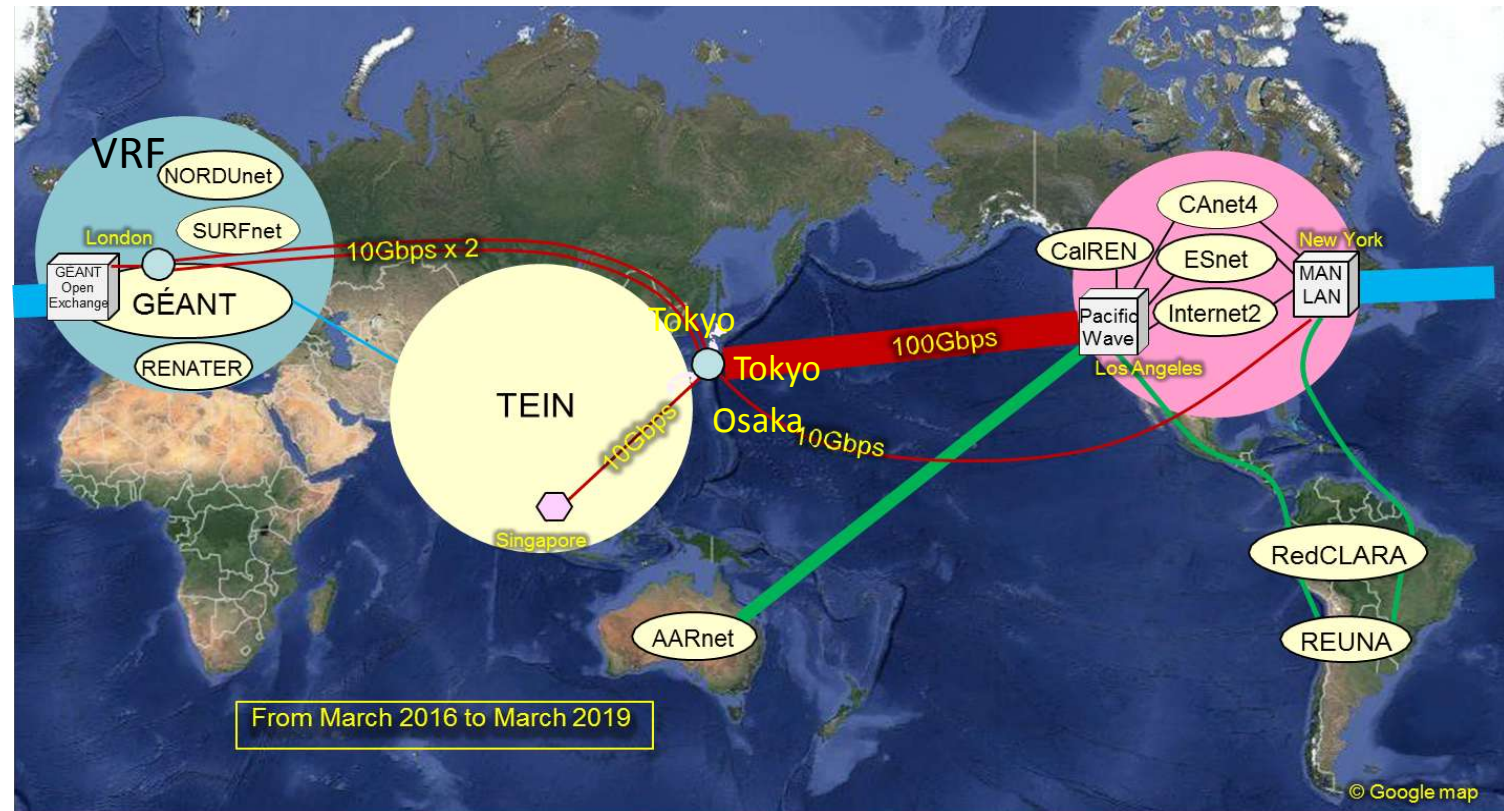 VRF
NORDUnet
SURFnet
London
10Gbps x 2
GÉANT
Open
Exchange
GÉANT
RENATER
TEIN
Tokyo
Tokyo
Osaka
10Gbps
Singapore
100Gbps
10Gbps
CAnet4
CalREN
ESnet
New York
MAN
LAN
Internet2
Pacific
Wave
Los Angeles
RedCLARA
REUNA
AARnet
From March 2016 to March 2019
© Google map